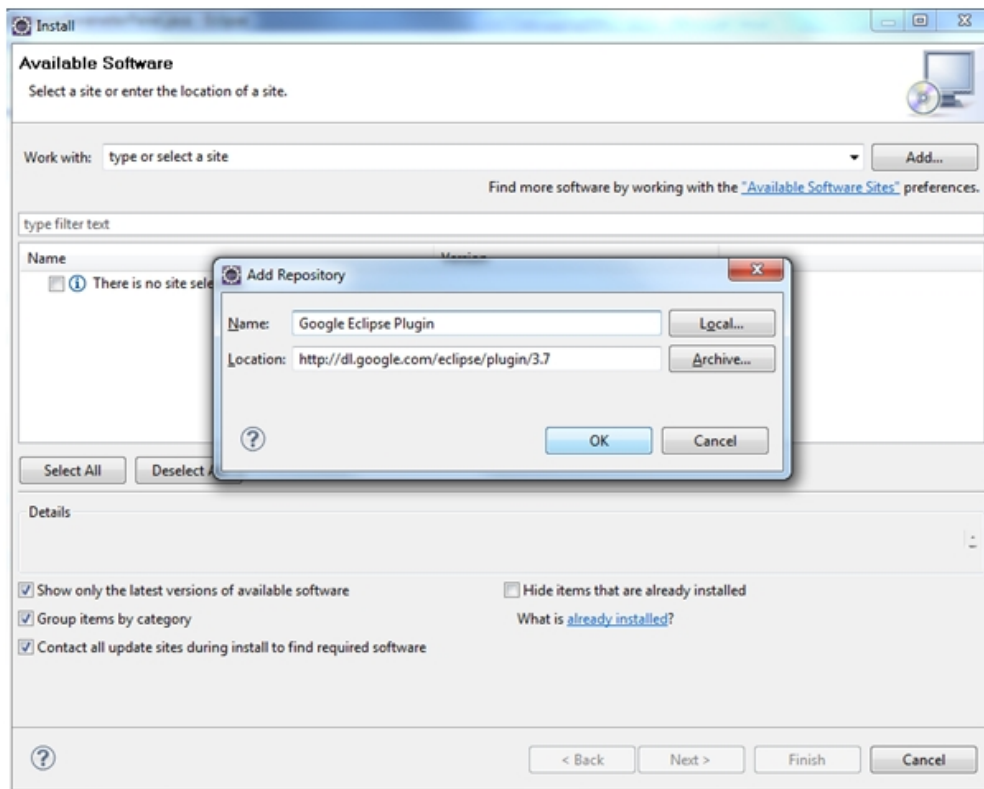 Install
Available Software
Select a site or enter the location of a site.
Work with: type or select a site Add...
Find more software by working with the "Available Software Sites" preferences.
type filter text
Name Version
There is no site sele
Add Repository
Name: Google Eclipse Plugin Local...
Location: http://dl.google.com/eclipse/plugin/3.7 Archive...
OK Cancel
Select All Deselect A
Details
Show only the latest versions of available software Hide items that are already installed
Group items by category What is already installed?
Contact all update sites during install to find required software
< Back Next > Finish Cancel